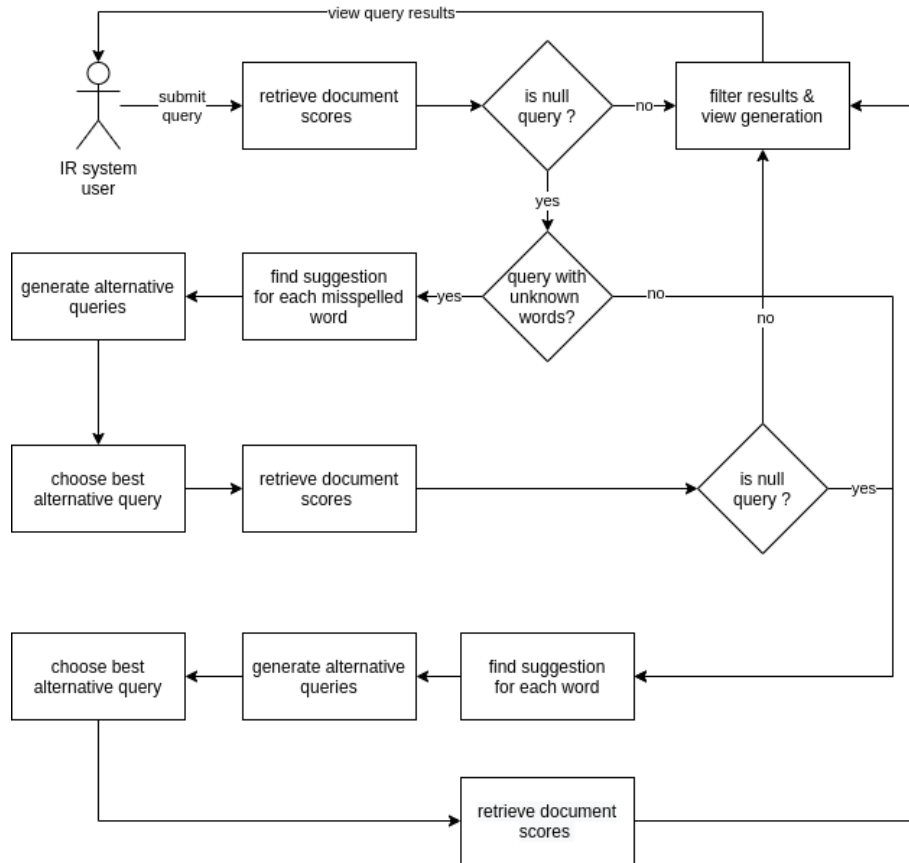 view query results
submit
query
retrieve document
scores
is null
query ?
no
filter results &
view generation
IR system
user
yes
generate alternative
queries
find suggestion
for each misspelled
word
yes
query with
unknown
words?
no
no
choose best
alternative query
retrieve document
scores
is null
query ?
yes
choose best
alternative query
generate alternative
queries
find suggestion
for each word
retrieve document
scores